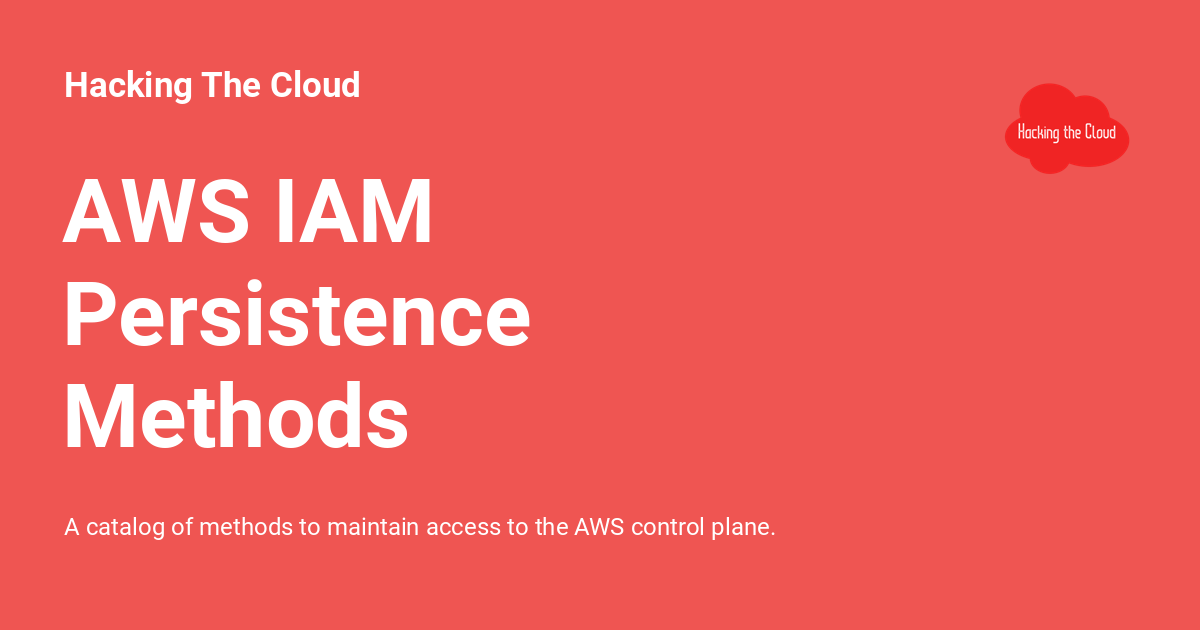 Hacking The Cloud
Hacking the Cloud
AWS IAM
Persistence
Methods
A catalog of methods to maintain access to the AWS control plane.